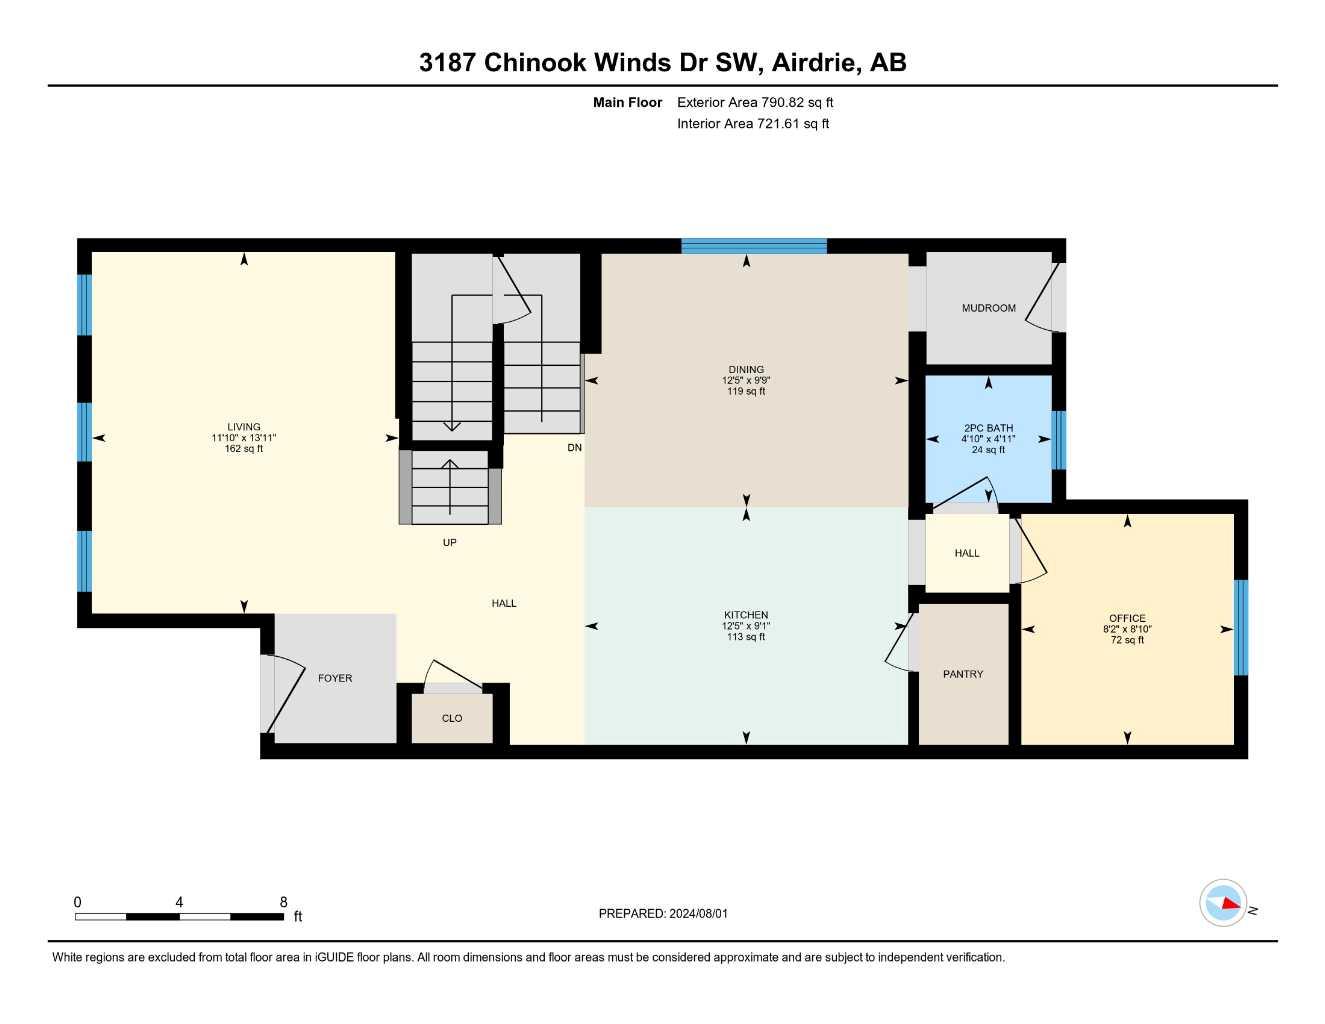 3187 Chinook Winds Dr SW, Airdrie, AB
Main Floor Exterior Area 790.82 sq ft
Interior Area 721.61 sq ft
MUDROOM
DINING
12'5" x 9'9"
119 sq ft
LIVING
11'10" x 13'11"
162 sq ft
2PC BATH
4'10" x 4'11"
24 sq ft
DN
UP
HALL
HALL
KITCHEN
12'5" x 9'1"
113 sq ft
OFFICE
8'2" x 8'10"
72 sq ft
FOYER
PANTRY
CLO
0 4 8
ft
PREPARED: 2024/08/01
N
White regions are excluded from total floor area in iGUIDE floor plans. All room dimensions and floor areas must be considered approximate and are subject to independent verification.